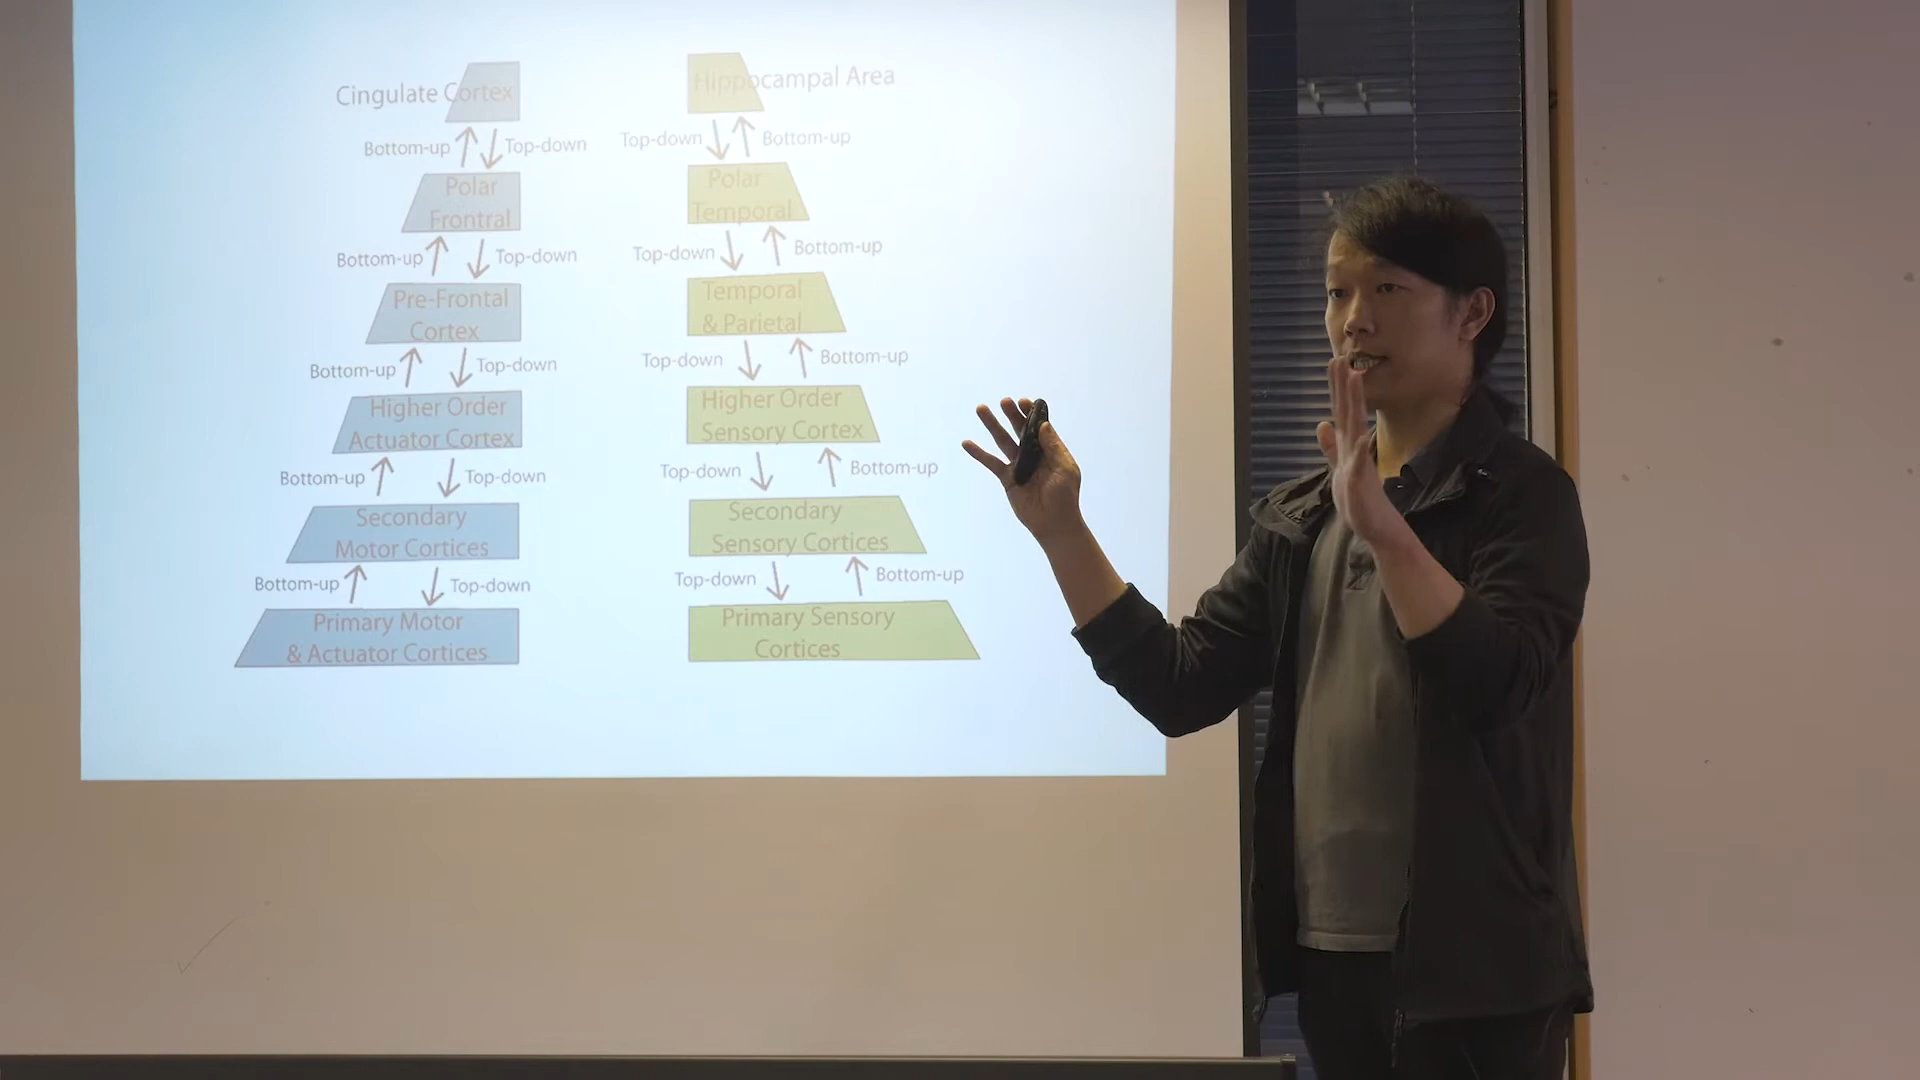 Cingulate Cortex
Bottom-up
Top-down
Polar
Frontral
Bottom-up
Top-down
Pre-Frontal
Cortex
Bottom-up
Top-down
Higher Order
Actuator Cortex
Bottom-up
Top-down
Secondary
Motor Cortices
Bottom-up
Top-down
Primary Motor
& Actuator Cortices
Hippocampal Area
Top-down
Bottom-up
Polar
Temporal
Top-down
Bottom-up
Temporal
& Parietal
Top-down
Bottom-up
Higher Order
Sensory Cortex
Top-down
Bottom-up
Secondary
Sensory Cortices
Top-down
Bottom-up
Primary Sensory
Cortices